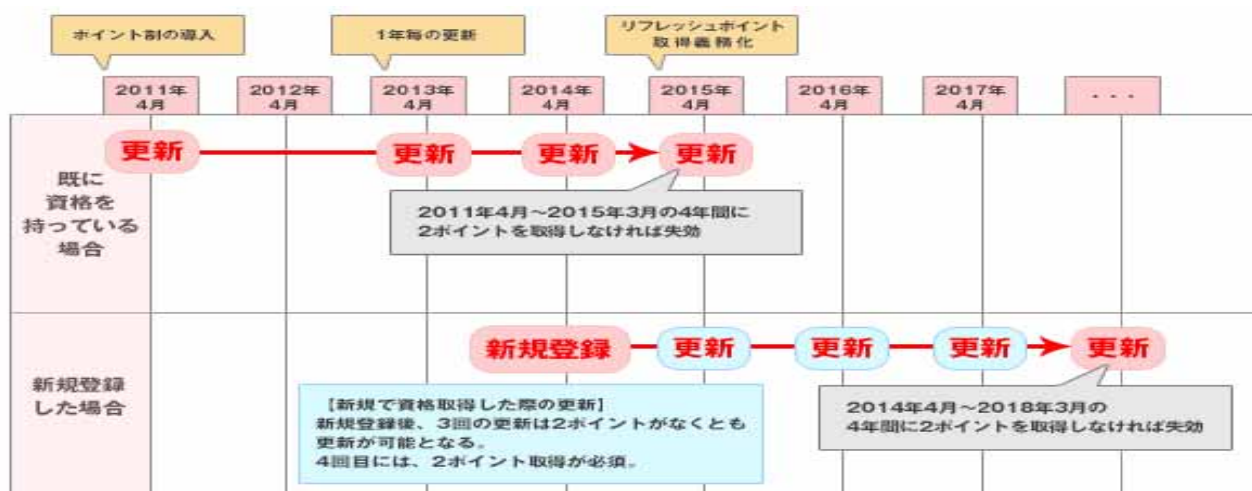 ポイント制の導入
1年毎の更新
リフレッシュポイント
取得義務化
2011年
4月
2012年
4月
2013年
4月
2014年
4月
2015年
4月
2016年
4月
2017年
4月
・・・
既に
資格を
持っている
場合
更新
更新
更新
更新
2011年4月～2015年3月の4年間に
2ポイントを取得しなければ失効
新規登録
した場合
新規登録
更新
更新
更新
更新
【新規で資格取得した際の更新】
新規登録後、3回の更新は2ポイントがなくとも
更新が可能となる。
4回目には、2ポイント取得が必須。
2014年4月～2018年3月の
4年間に2ポイントを取得しなければ失効